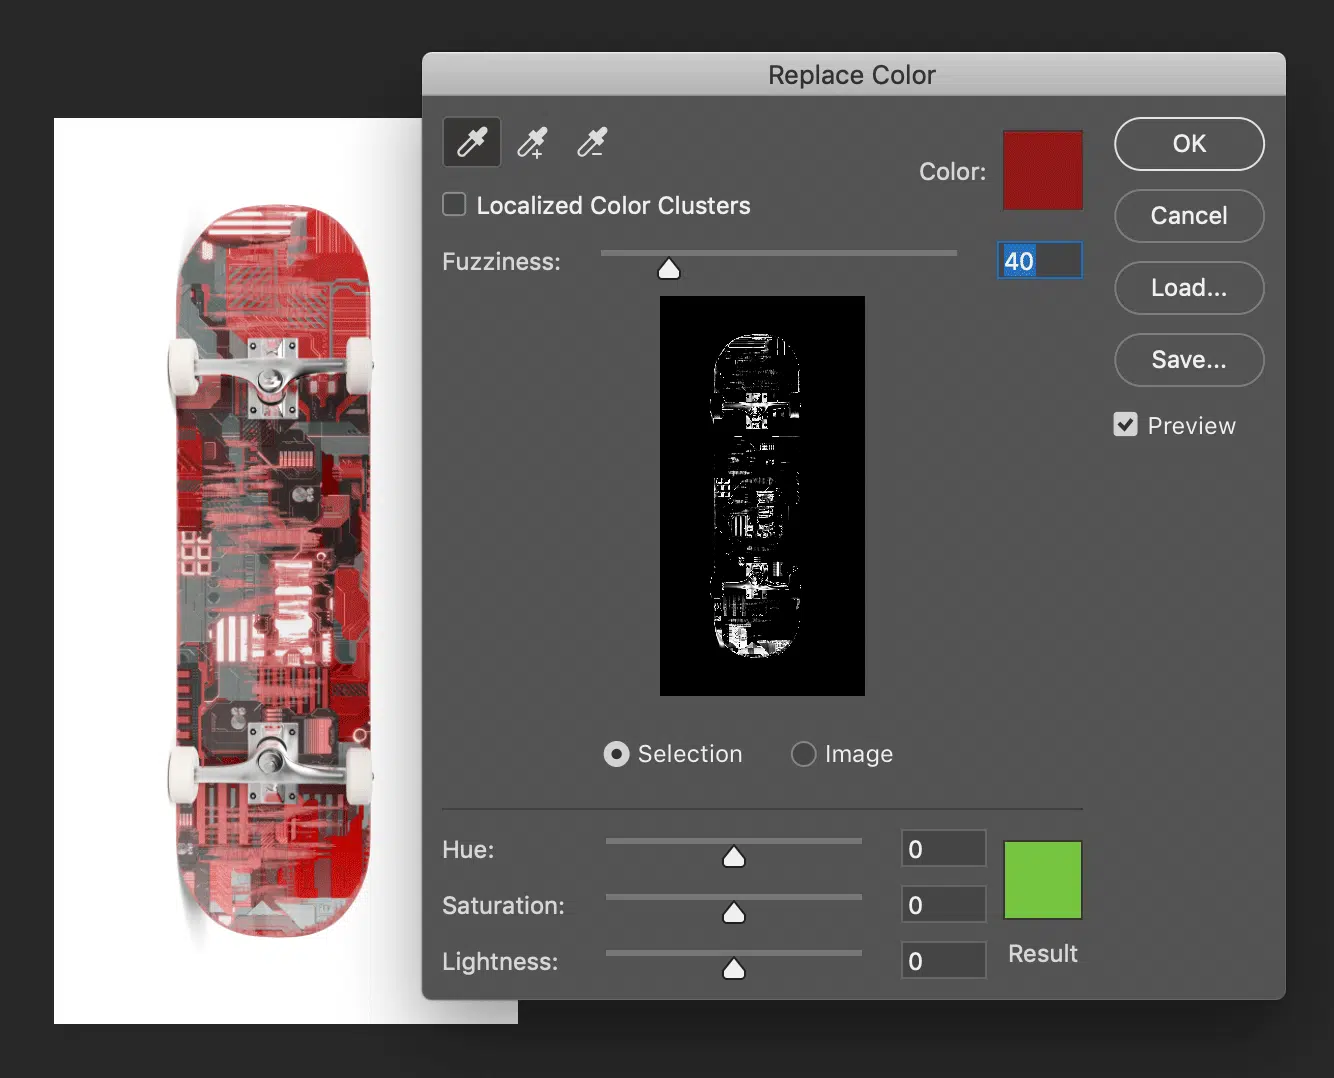 Replace Color
Color:
OK
Localized Color Clusters
Cancel
Fuzziness:
40
Load...
Save...
Preview
Selection
Image
Hue:
0
Saturation:
0
Lightness:
0
Result